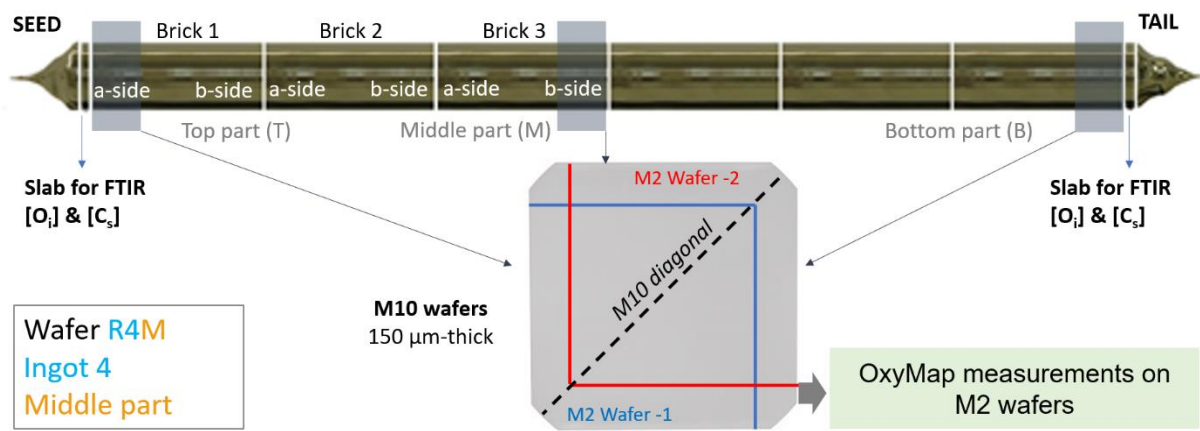 SEED
TAIL
Brick 1
Brick 2
Brick 3
a-side
b-side
a-side
b-side
a-side
b-side
Top part (T)
Middle part (M)
Bottom part (B)
Slab for FTIR
[Oi] & [Cs]
Slab for FTIR
[Oi] & [Cs]
M2 Wafer -2
M10 diagonal
M10 wafers
150 µm-thick
M2 Wafer -1
Wafer R4M
Ingot 4
Middle part
OxyMap measurements on
M2 wafers